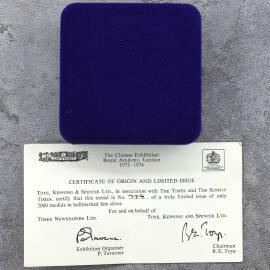 The Chinese Exhibition
Royal Academy, London
1973-1974
CERTIFICATE OF ORIGIN AND LIMITED ISSUE
TOYE, KENNING & SPENCER LTD., in association with THE TIMES and THE SUNDAY
TIMES, certify that this medal is No. of a truly limited issue of only
2000 medals in hallmarked fine silver.
For and on behalf of
TIMES NEWSPAPERS LTD. TOYE, KENNING AND SPENCER LTD.
Exhibition Organiser Chairman
P. Taverner B. E. Toye